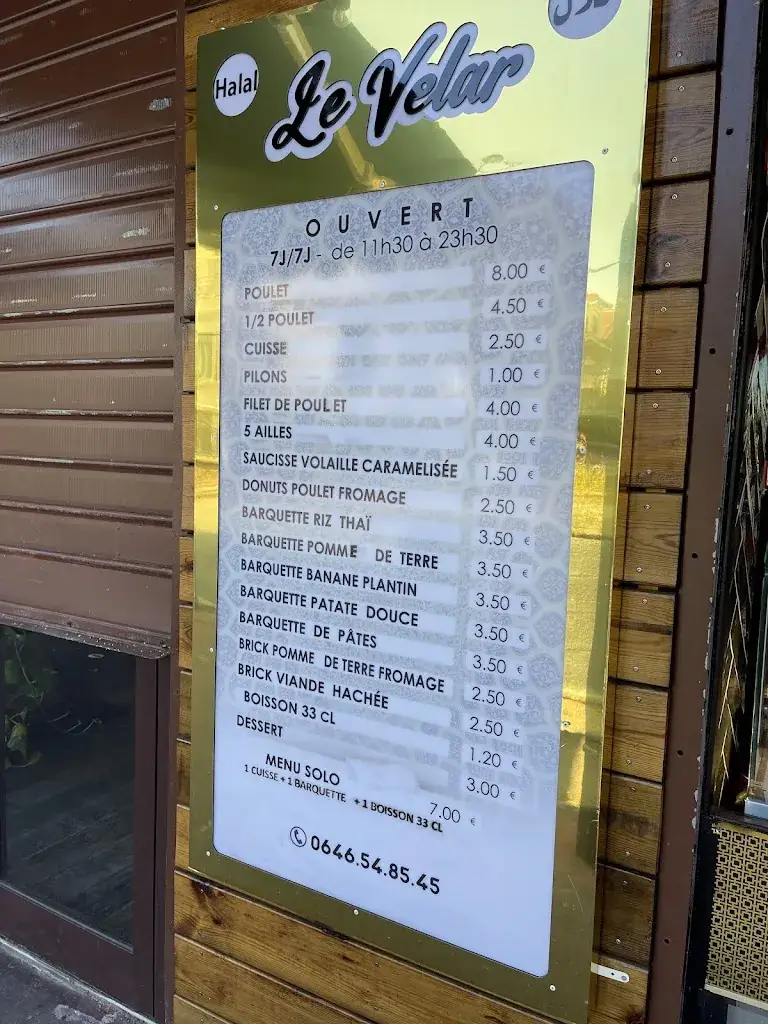 Halal
حلال
Le Velar
OUVERT
7J/7J - de 11h30 à 23h30
POULET 8.00 €
1/2 POULET 4.50 €
CUISSE 2.50 €
PILONS 1.00 €
FILET DE POULET 4.00 €
5 AILLES 4.00 €
SAUCISSE VOLAILLE CARAMELISÉE 1.50 €
DONUTS POULET FROMAGE 2.50 €
BARQUETTE RIZ THAÏ 3.50 €
BARQUETTE POMME DE TERRE 3.50 €
BARQUETTE BANANE PLANTIN 3.50 €
BARQUETTE PATATE DOUCE 3.50 €
BARQUETTE DE PÂTES 3.50 €
BRICK POMME DE TERRE FROMAGE 2.50 €
BRICK VIANDE HACHÉE 2.50 €
BOISSON 33 CL 1.20 €
DESSERT 3.00 €
MENU SOLO 7.00 €
1 CUISSE + 1 BARQUETTE + 1 BOISSON 33 CL
0646.54.85.45